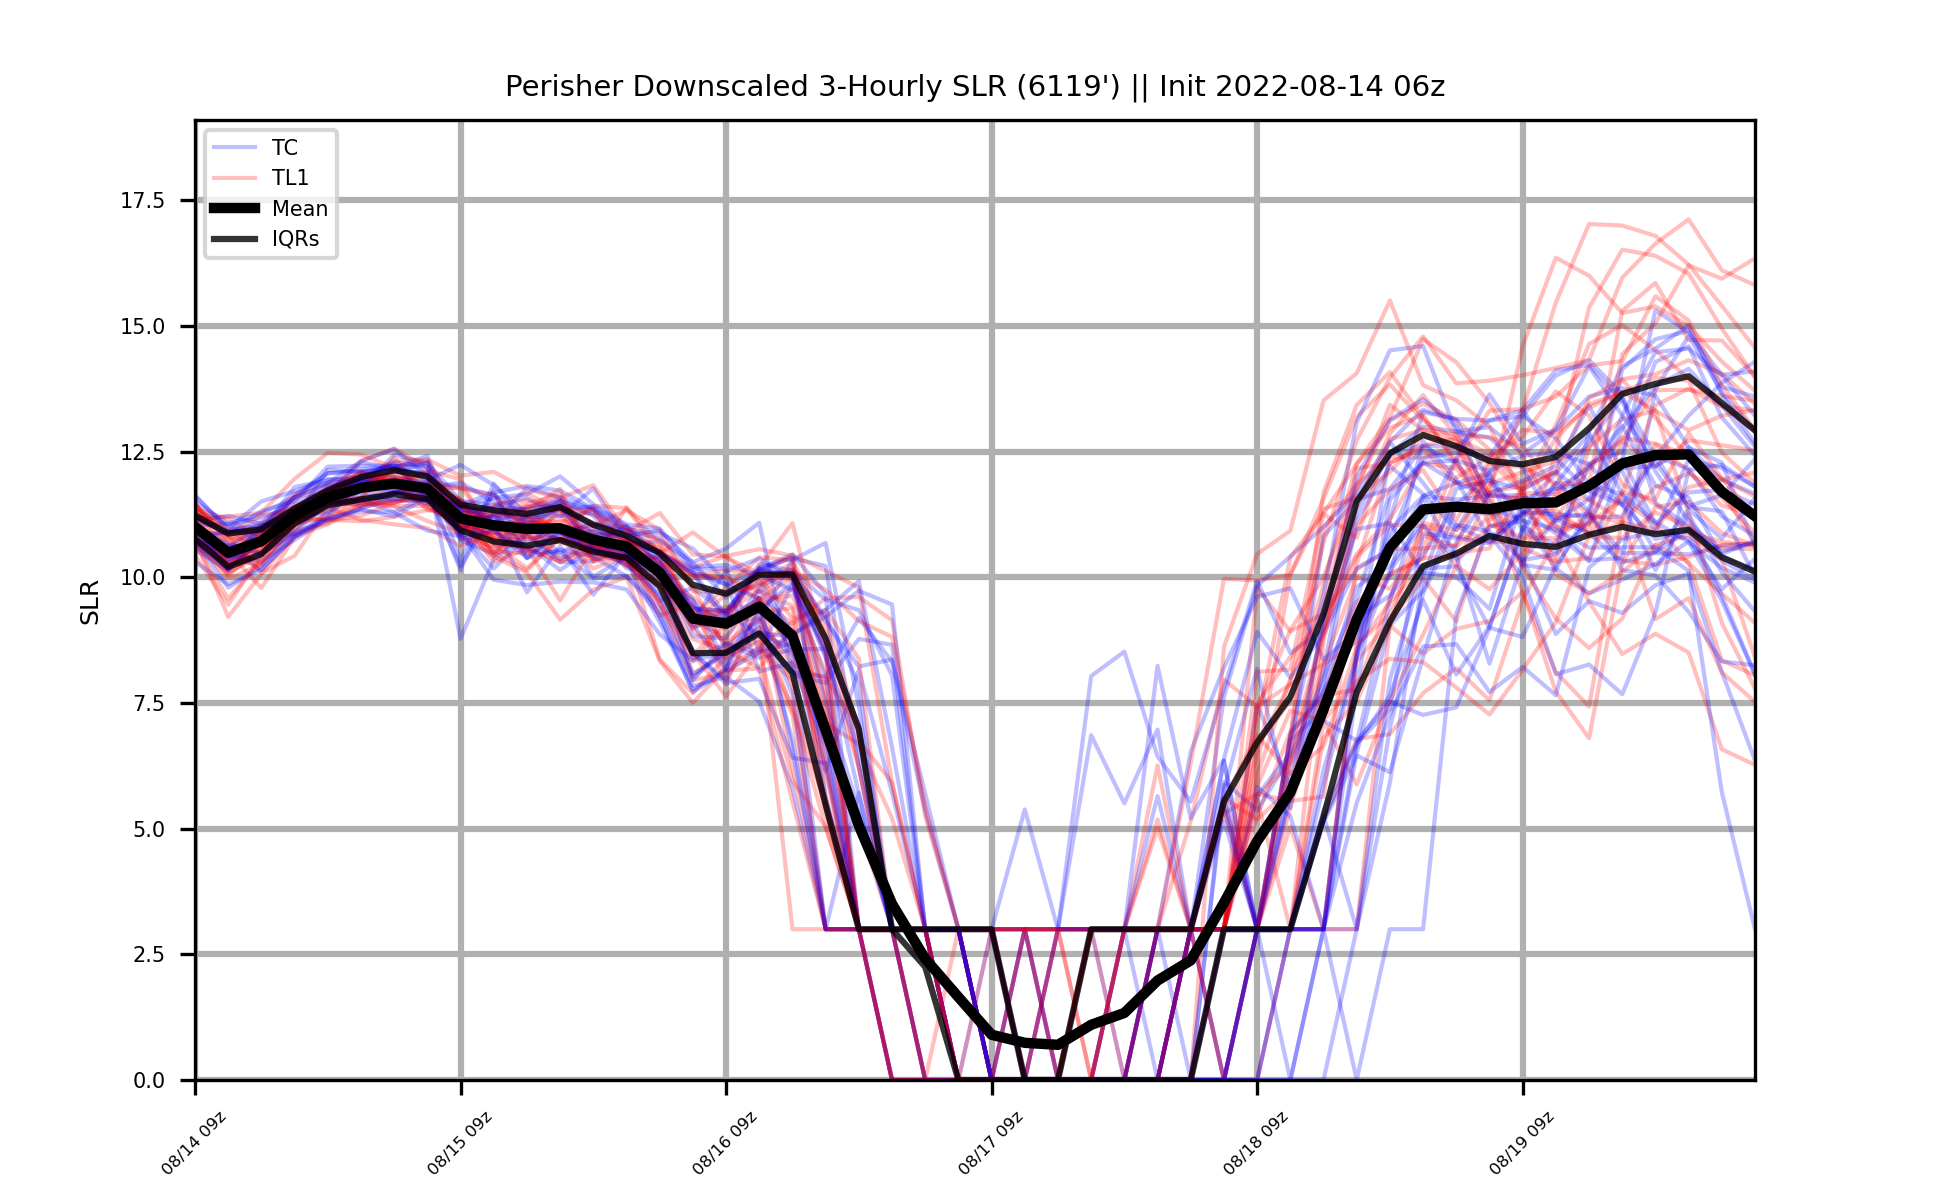 Perisher Downscaled 3-Hourly SLR (6119') || Init 2022-08-14 06z
TC
TL1
Mean
IQRs
SLR
17.5
15.0
12.5
10.0
7.5
5.0
2.5
0.0
08/14 09z
08/15 09z
08/16 09z
08/17 09z
08/18 09z
08/19 09z